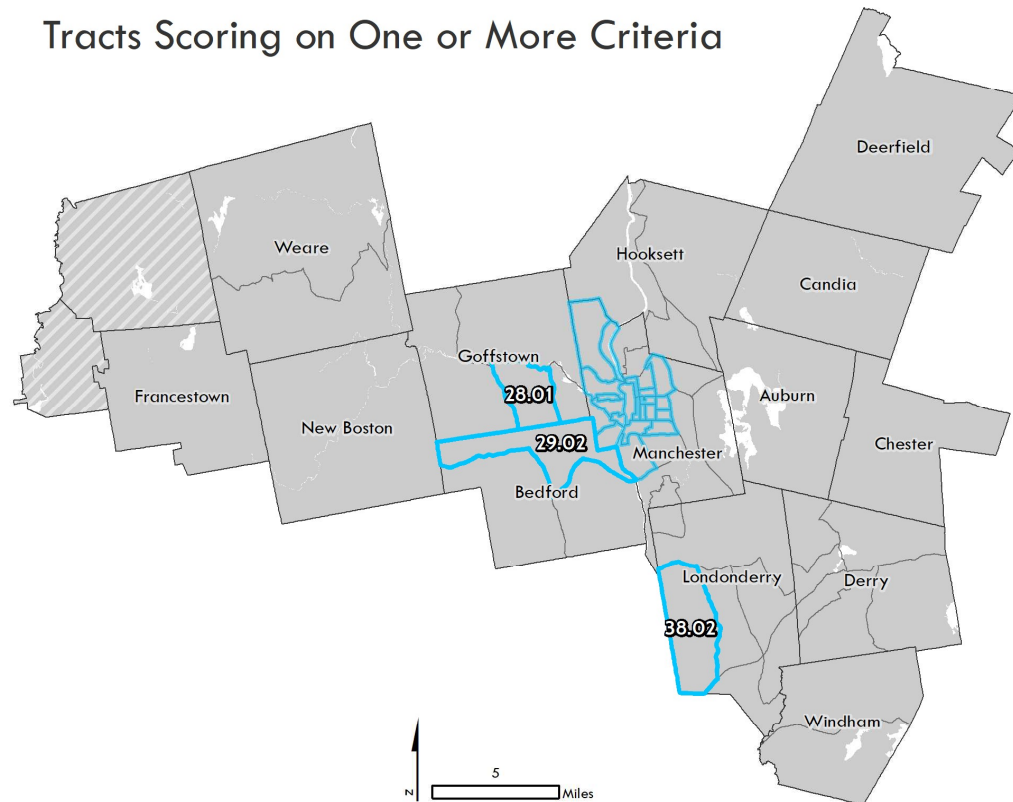 Tracts Scoring on One or More Criteria
Deerfield
Weare
Hooksett
Candia
Goffstown
28.01
Francestown
Auburn
New Boston
29.02
Manchester
Chester
Bedford
Londonderry
Derry
38.02
Windham
5
N
Miles